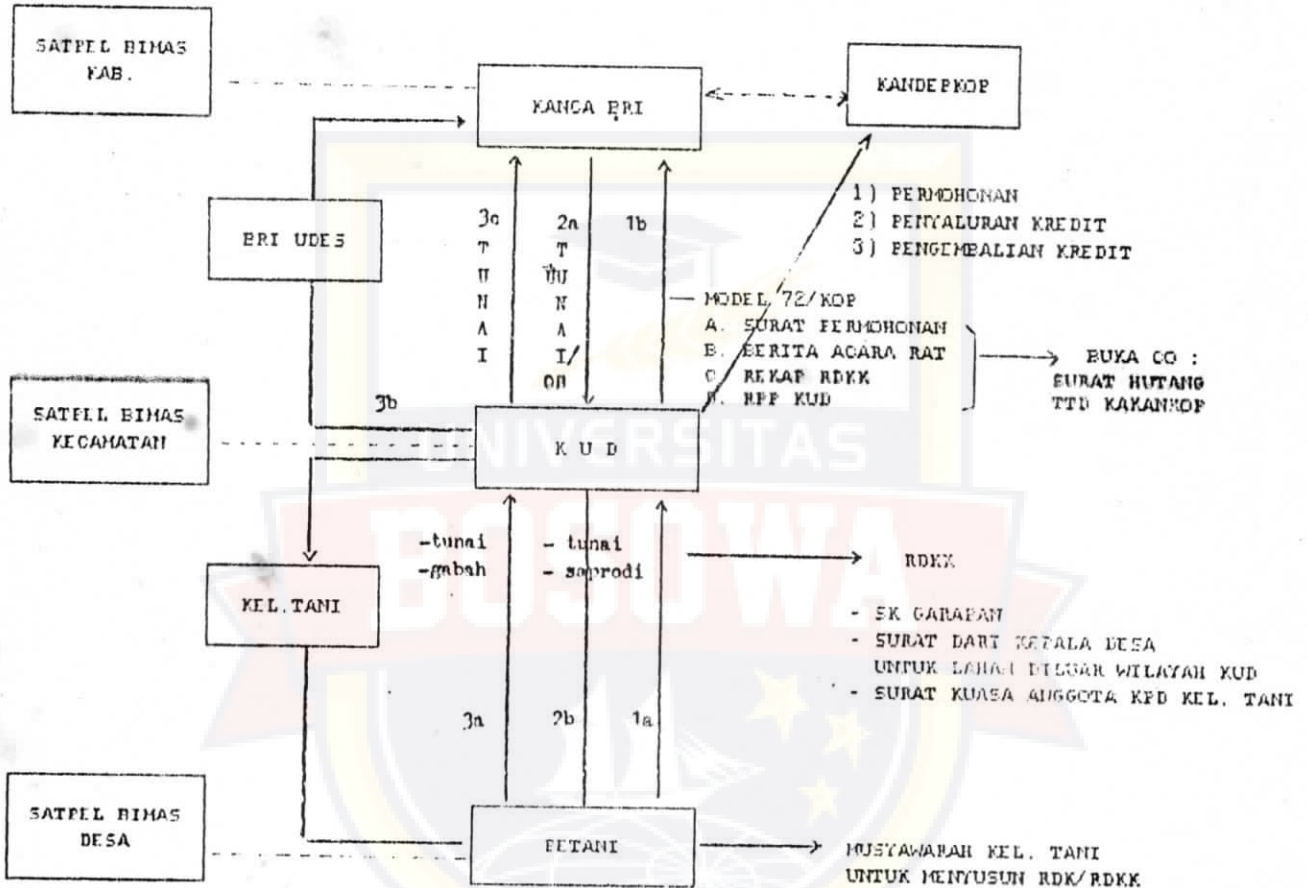 SATPEL BIMAS
KAB.
KANCA BRI
KANDEPKOP
BRI UDES
3c
TUNAI
2a
TUNAI/
1b
1) PERMOHONAN
2) PENYALURAN KREDIT
3) PENGEMBALIAN KREDIT
MODEL 72/KOP
A. SURAT PERMOHONAN
B. BERITA ACARA RAT
C. REKAP RDKK
D. RPP KUD
BUKA CO :
SURAT HUTANG
TTD KAKANKOP
SATPEL BIMAS
KECAMATAN
3b
K U D
UNIVERSITAS
BOSOWA
-tunai
-gabah
- tunai
- saprodi
RDKK
KEL.TANI
- SK GARAPAN
- SURAT DARI KEPALA DESA
UNTUK LAHAN DILUAR WILAYAH KUD
- SURAT KUASA ANGGOTA KPD KEL. TANI
3a
2b
1a
SATPEL BIMAS
DESA
PETANI
MUSYAWARAH KEL. TANI
UNTUK MENYUSUN RDK/RDKK